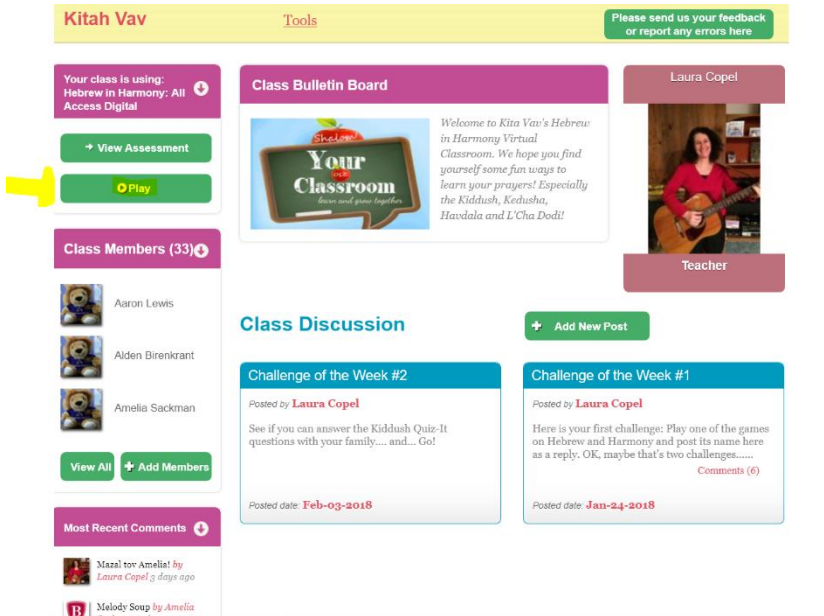 Kitah Vav
Tools
Please send us your feedback
or report any errors here
Your class is using:
Hebrew in Harmony: All
Access Digital
View Assessment
Play
Class Members (33)
Aaron Lewis
Alden Birenkrant
Amelia Sackman
View All
Add Members
Most Recent Comments
Mazal tov Amelia! by
Laura Copel 3 days ago
B
Melody Soup by Amelia
Class Bulletin Board
Shalom!
Your
Classroom
learn and grow together
Welcome to Kita Vav's Hebrew
in Harmony Virtual
Classroom. We hope you find
yourself some fun ways to
learn your prayers! Especially
the Kiddush, Kedusha,
Havdala and L'Cha Dodi!
Laura Copel
Teacher
Class Discussion
Add New Post
Challenge of the Week #2
Posted by Laura Copel
See if you can answer the Kiddush Quiz-It
questions with your family.... and... Go!
Posted date: Feb-03-2018
Challenge of the Week #1
Posted by Laura Copel
Here is your first challenge: Play one of the games
on Hebrew and Harmony and post its name here
as a reply. OK, maybe that's two challenges......
Comments (6)
Posted date: Jan-24-2018